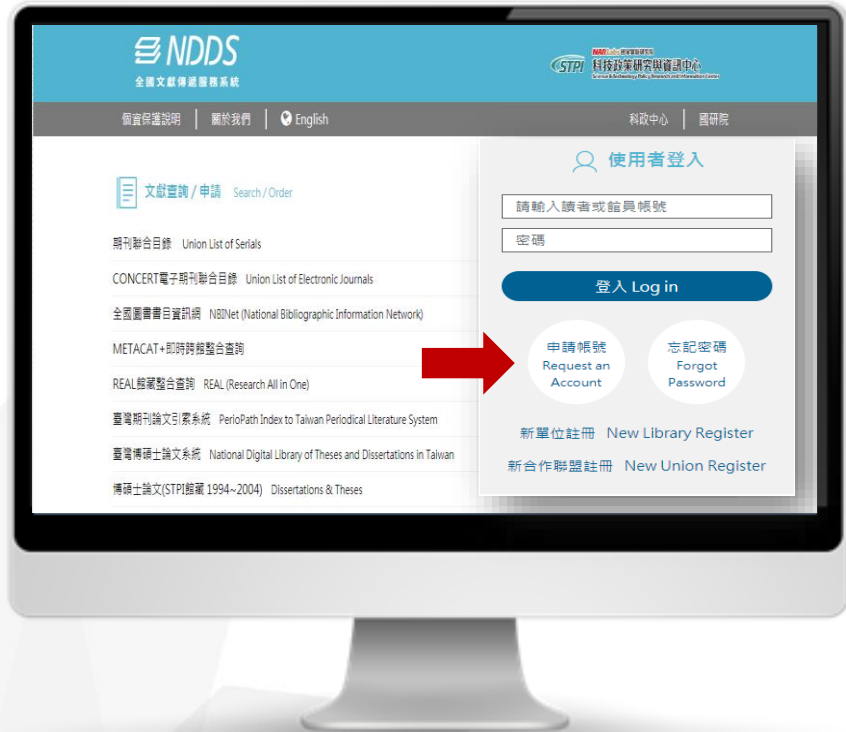 NDDS
全國文獻傳遞服務系統
STPI 科技政策研究與資訊中心
Science & Technology Policy Research and Information Center
個資保護說明 | 關於我們 | English
科政中心 | 國研院
文獻查詢 / 申請 Search / Order
期刊聯合目錄 Union List of Serials
CONCERT電子期刊聯合目錄 Union List of Electronic Journals
全國圖書書目資訊網 NBINet (National Bibliographic Information Network)
METACAT+即時跨館整合查詢
REAL館藏整合查詢 REAL (Research All in One)
臺灣期刊論文引索系統 PerioPath Index to Taiwan Periodical Literature System
臺灣博碩士論文系統 National Digital Library of Theses and Dissertations in Taiwan
博碩士論文(STPI館藏 1994~2004) Dissertations & Theses
使用者登入
請輸入讀者或館員帳號
密碼
登入 Log in
申請帳號
Request an
Account
忘記密碼
Forgot
Password
新單位註冊 New Library Register
新合作聯盟註冊 New Union Register